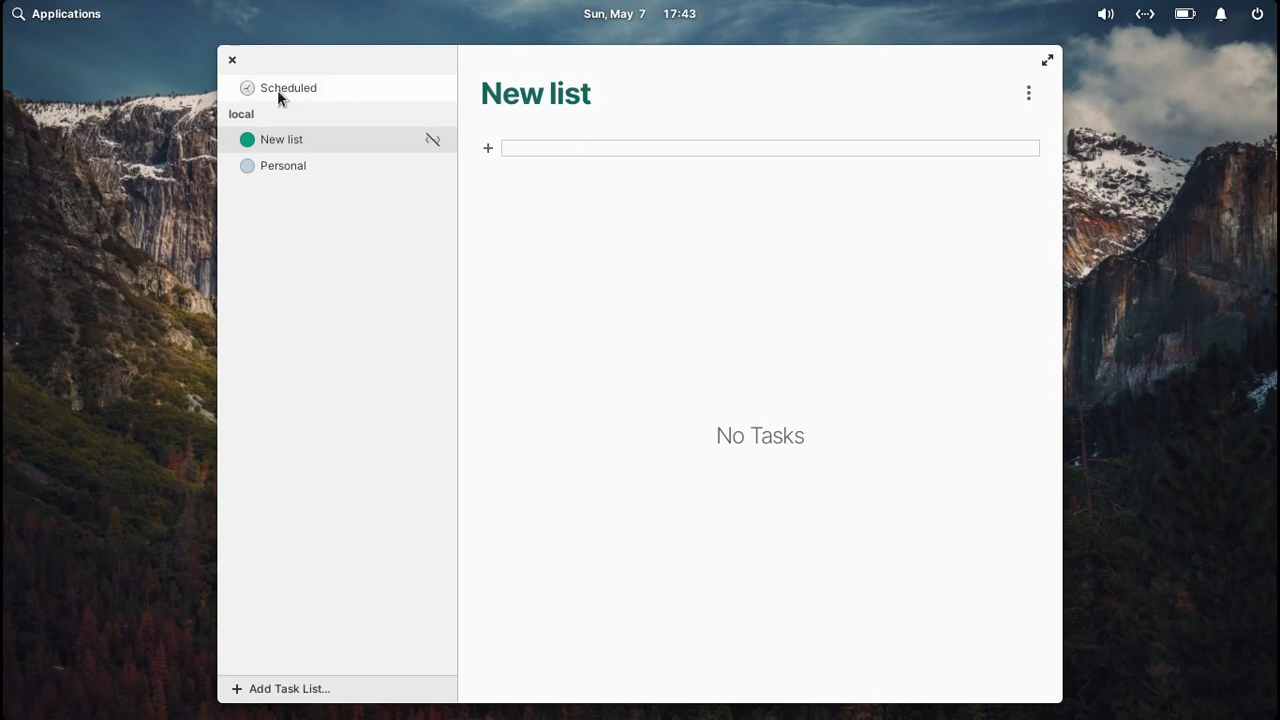 Applications
Sun, May 7 17:43
Scheduled
local
New list
Personal
Add Task List...
New list
No Tasks